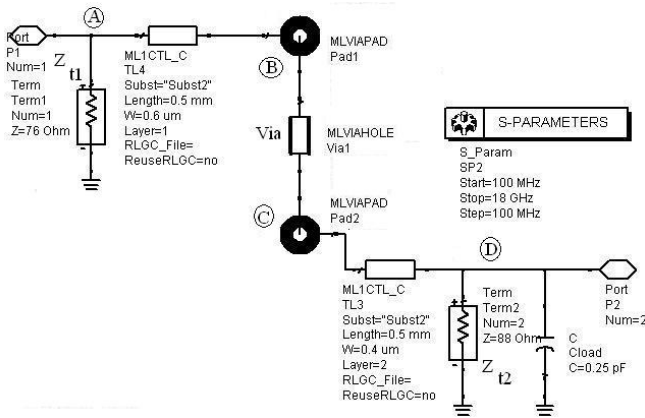 A
Port
P1
Num=1
Z t1
Term
Term1
Num=1
Z=76 Ohm
ML1CTL_C
TL4
Subst="Subst2"
Length=0.5 mm
W=0.6 um
Layer=1
RLGC_File=
ReuseRLGC=no
B
MLVIAPAD
Pad1
Via
MLVIAHOLE
Via1
C
MLVIAPAD
Pad2
S-PARAMETERS
S_Param
SP2
Start=100 MHz
Stop=18 GHz
Step=100 MHz
D
ML1CTL_C
TL3
Subst="Subst2"
Length=0.5 mm
W=0.4 um
Layer=2
RLGC_File=
ReuseRLGC=no
Term
Term2
Num=2
Z=88 Ohm
Z t2
C
Cload
C=0.25 pF
Port
P2
Num=2